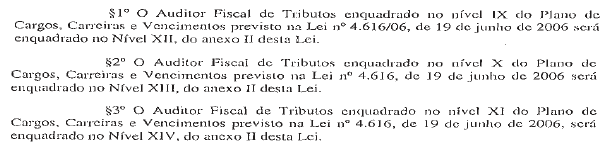 §1º O Auditor Fiscal de Tributos enquadrado no nível IX do Plano de
Cargos, Carreiras e Vencimentos previsto na Lei nº 4.616/06, de 19 de junho de 2006 será
enquadrado no Nível XII, do anexo II desta Lei.
§2º O Auditor Fiscal de Tributos enquadrado no nível X do Plano de
Cargos, Carreiras e Vencimentos previsto na Lei nº 4.616, de 19 de junho de 2006 será
enquadrado no Nível XIII, do anexo II desta Lei.
§3º O Auditor Fiscal de Tributos enquadrado no nível XI do Plano de
Cargos, Carreiras e Vencimentos previsto na Lei nº 4.616, de 19 de junho de 2006, será
enquadrado no Nível XIV, do anexo II desta Lei.